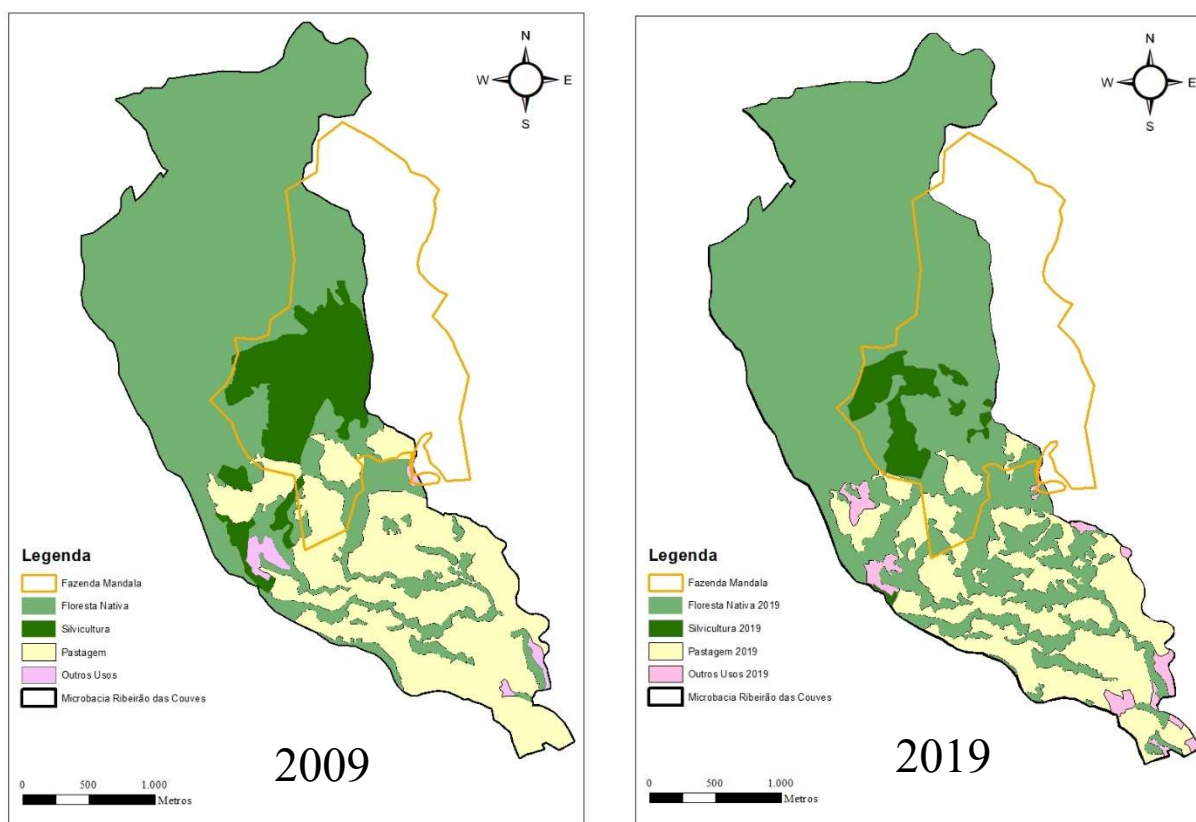 N
W E
S
Legenda
Fazenda Mandala
Floresta Nativa
Silvicultura
Pastagem
Outros Usos
Microbacia Ribeirão das Couves
2009
0 500 1.000
Metros
N
W E
S
Legenda
Fazenda Mandala
Floresta Nativa 2019
Silvicultura 2019
Pastagem 2019
Outros Usos 2019
Microbacia Ribeirão das Couves
2019
0 500 1.000
Metros